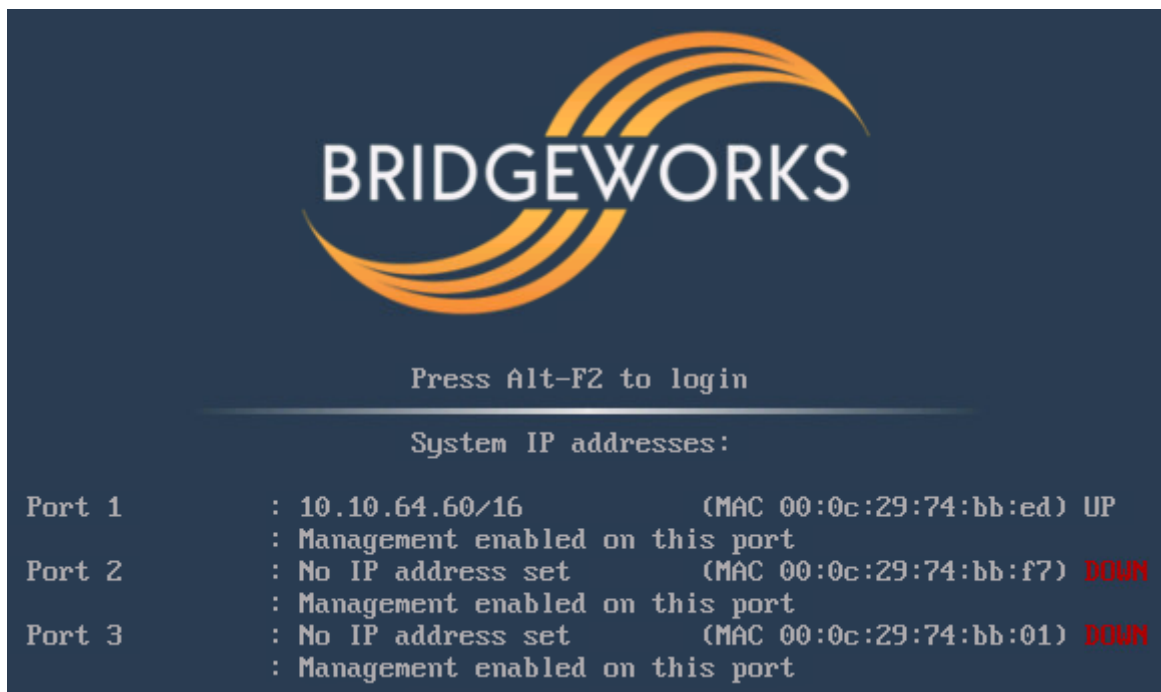 BRIDGEWORKS
Press Alt-F2 to login
System IP addresses:
Port 1 : 10.10.64.60/16 (MAC 00:0c:29:74:bb:ed) UP
: Management enabled on this port
Port 2 : No IP address set (MAC 00:0c:29:74:bb:f7) DOWN
: Management enabled on this port
Port 3 : No IP address set (MAC 00:0c:29:74:bb:01) DOWN
: Management enabled on this port